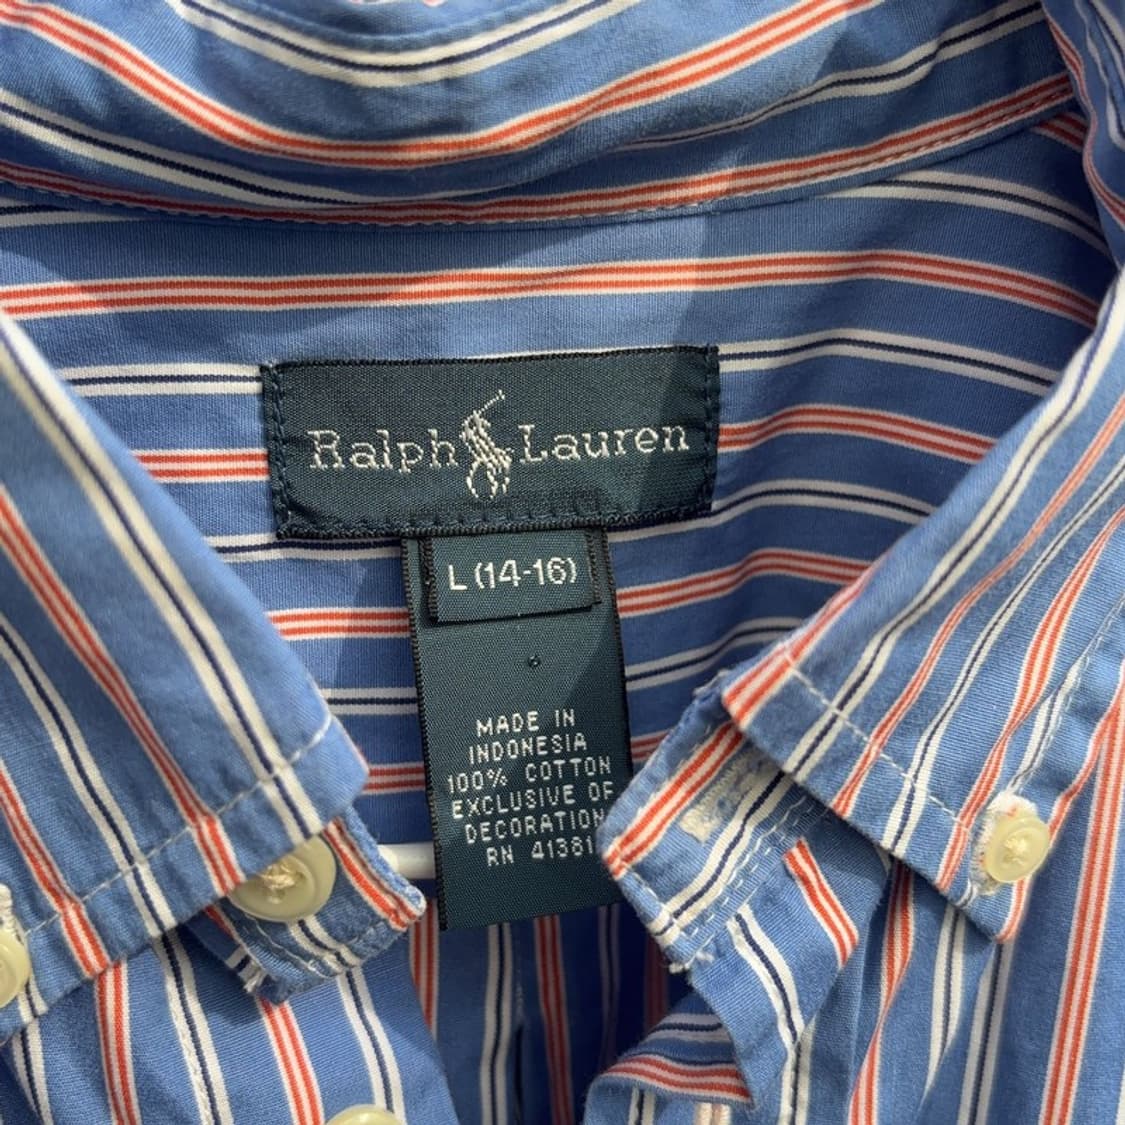 Ralph Lauren
L (14-16)
MADE IN
INDONESIA
100% COTTON
EXCLUSIVE OF
DECORATION
RN 41381